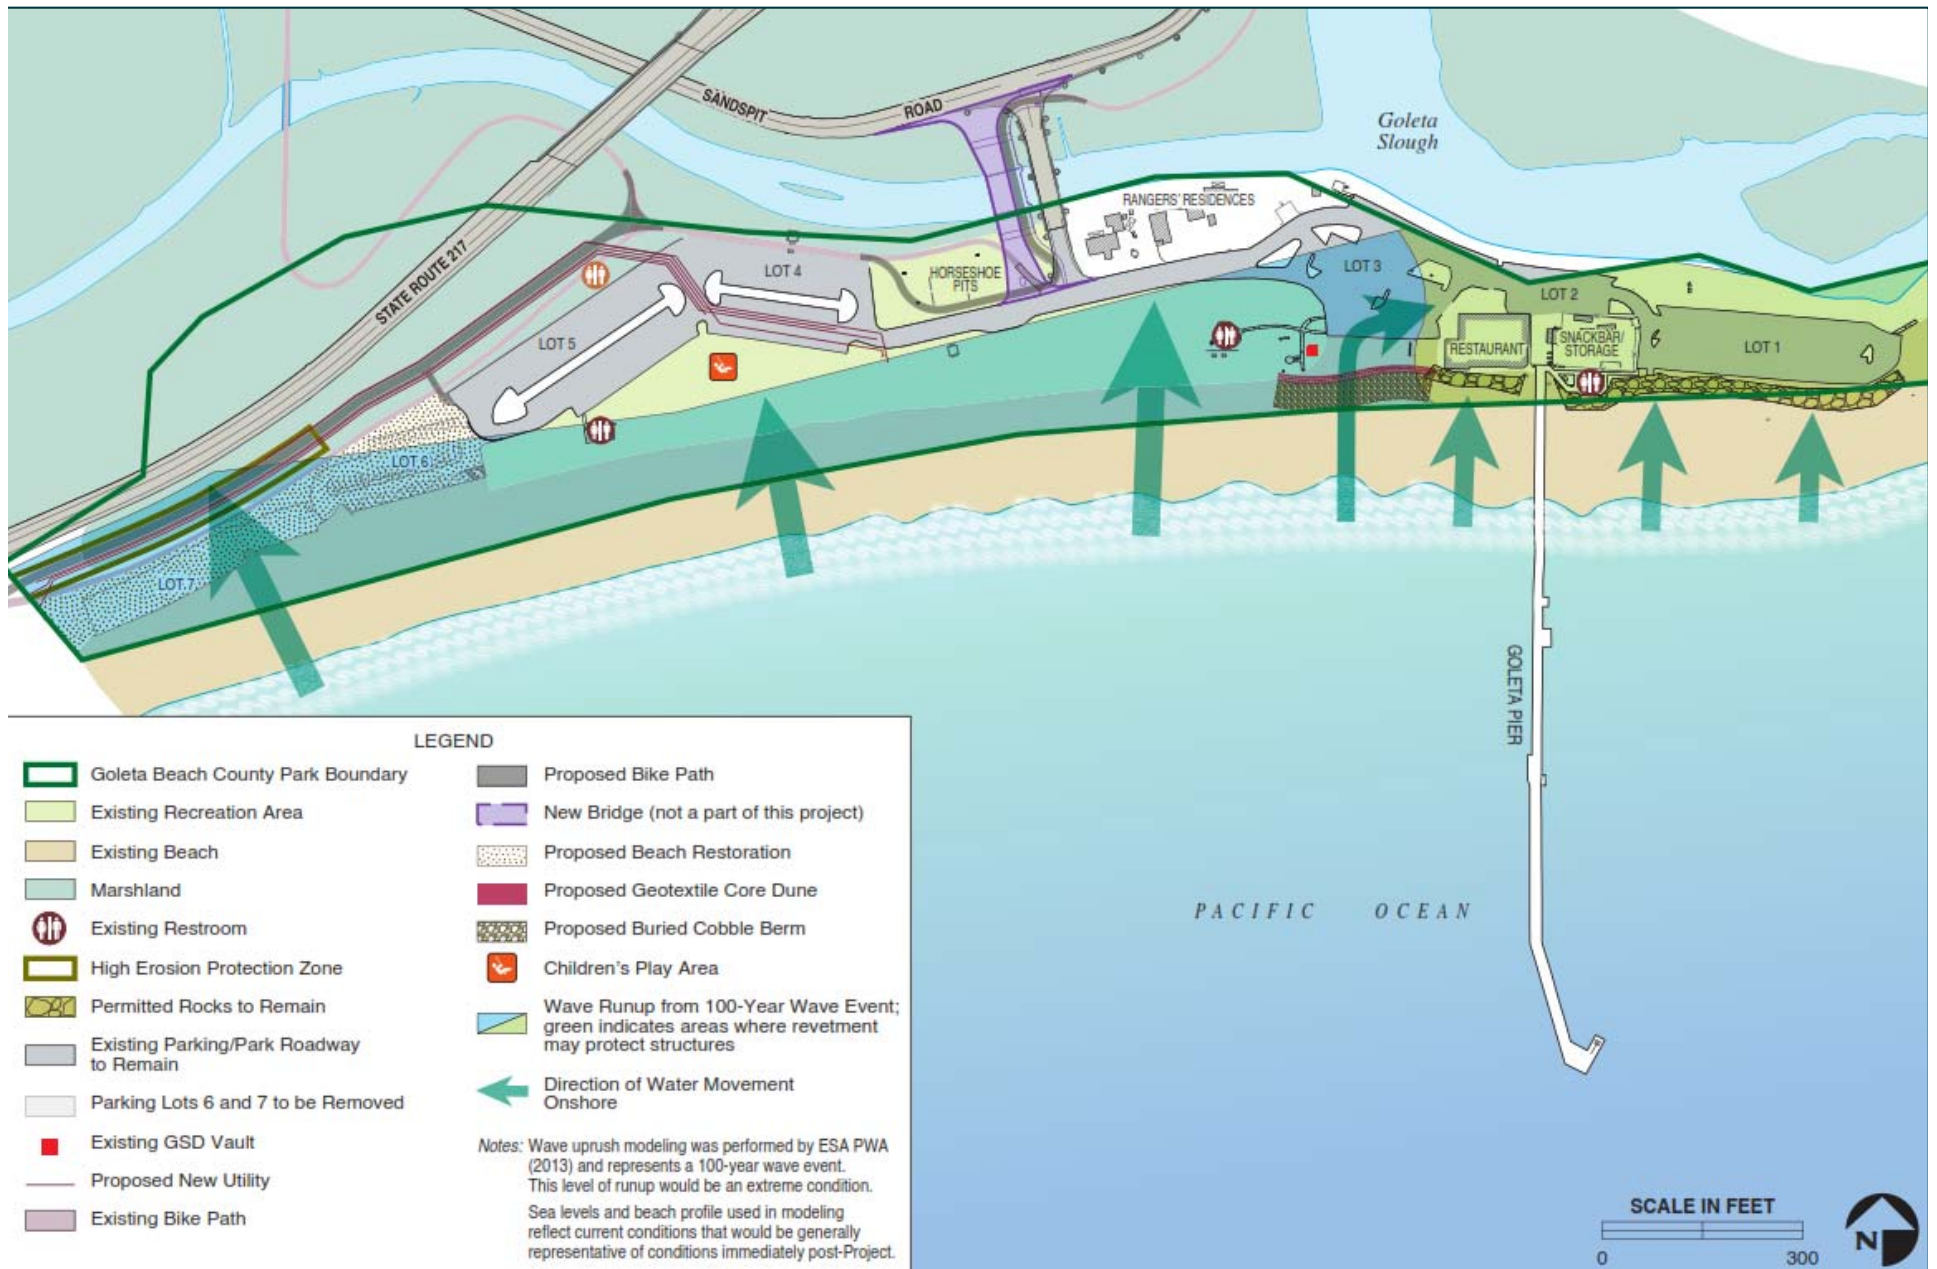 SANDSPIT
ROAD
Goleta
Slough
STATE ROUTE 217
RANGERS' RESIDENCES
LOT 4
HORSESHOE
PITS
LOT 3
LOT 2
LOT 5
RESTAURANT
SNACKBAR/
STORAGE
LOT 1
LOT 6
LOT 7
GOLETA PIER
PACIFIC OCEAN
LEGEND
Goleta Beach County Park Boundary
Existing Recreation Area
Existing Beach
Marshland
Existing Restroom
High Erosion Protection Zone
Permitted Rocks to Remain
Existing Parking/Park Roadway
to Remain
Parking Lots 6 and 7 to be Removed
Existing GSD Vault
Proposed New Utility
Existing Bike Path
Proposed Bike Path
New Bridge (not a part of this project)
Proposed Beach Restoration
Proposed Geotextile Core Dune
Proposed Buried Cobble Berm
Children's Play Area
Wave Runup from 100-Year Wave Event;
green indicates areas where revetment
may protect structures
Direction of Water Movement
Onshore
Notes: Wave uprush modeling was performed by ESA PWA
(2013) and represents a 100-year wave event.
This level of runup would be an extreme condition.
Sea levels and beach profile used in modeling
reflect current conditions that would be generally
representative of conditions immediately post-Project.
SCALE IN FEET
0 300
N